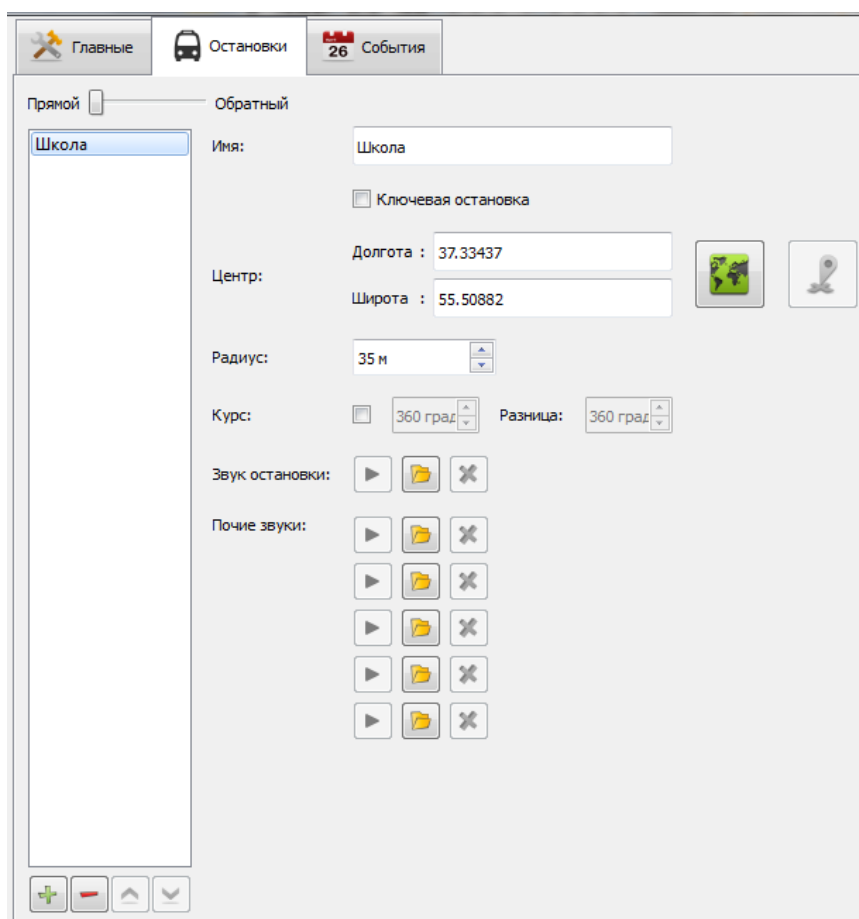 Главные
Остановки
26
События
Прямой
Обратный
Школа
Имя:
Школа
Ключевая остановка
Центр:
Долгота :
37.33437
Широта :
55.50882
Радиус:
35 м
Курс:
360 град
Разница:
360 град
Звук остановки:
Почие звуки: